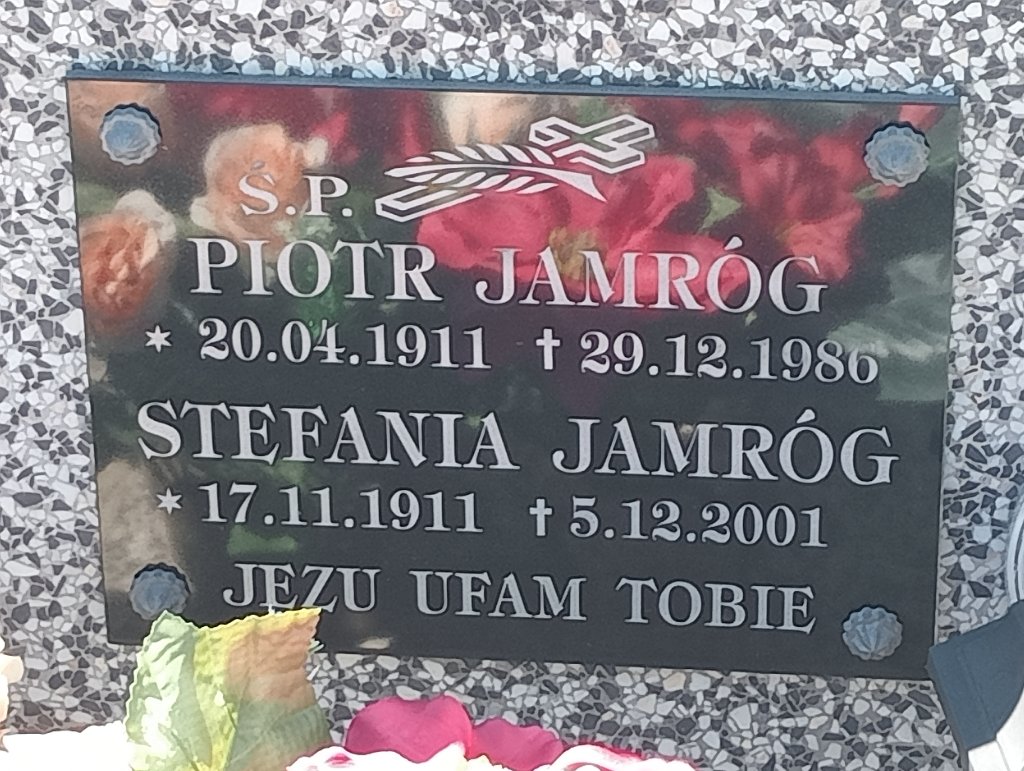 Ś.P.
PIOTR JAMRÓG
* 20.04.1911 † 29.12.1986
STEFANIA JAMRÓG
* 17.11.1911 † 5.12.2001
JEZU UFAM TOBIE